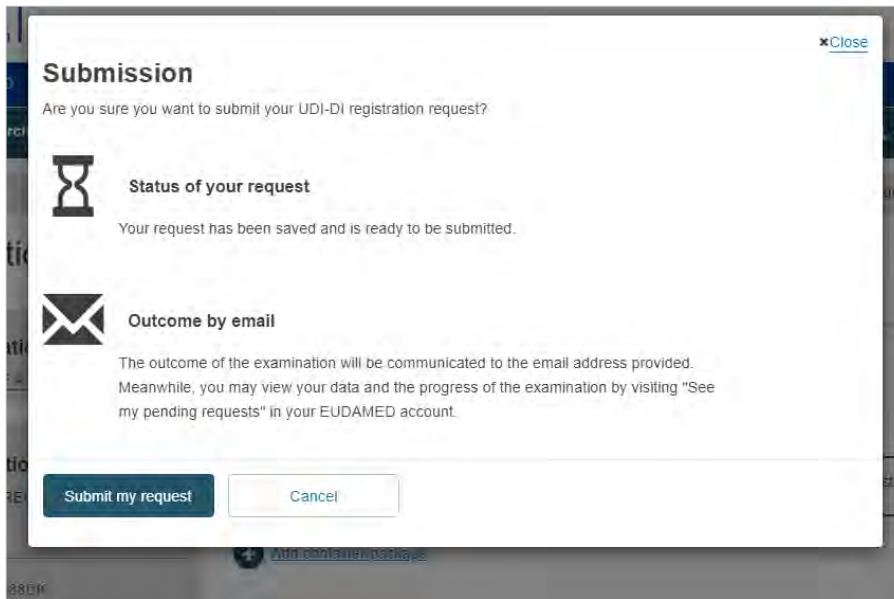 ×Close
Submission
Are you sure you want to submit your UDI-DI registration request?
Status of your request
Your request has been saved and is ready to be submitted.
Outcome by email
The outcome of the examination will be communicated to the email address provided.
Meanwhile, you may view your data and the progress of the examination by visiting "See
my pending requests" in your EUDAMED account.
Submit my request
Cancel
Add container package